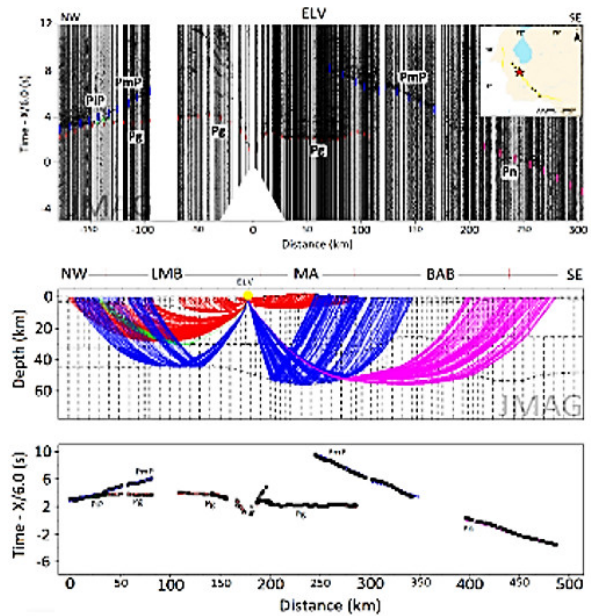 NW ELV SE
12
8
4
0
-4
Time - X/6.0 (s)
PiP
PmP
Pg
Pg
Pg
PmP
Pn
JMAG
-150 -100 -50 0 50 100 150 200 250 300
Distance (km)
NW LMB MA BAB SE
ELV
0
20
40
60
Depth (km)
JMAG
10
6
2
-2
-6
Time - X/6.0 (s)
PmP
PiP
Pg
Pg
Pg
PmP
0 50 100 150 200 250 300 350 400 450 500
Distance (km)